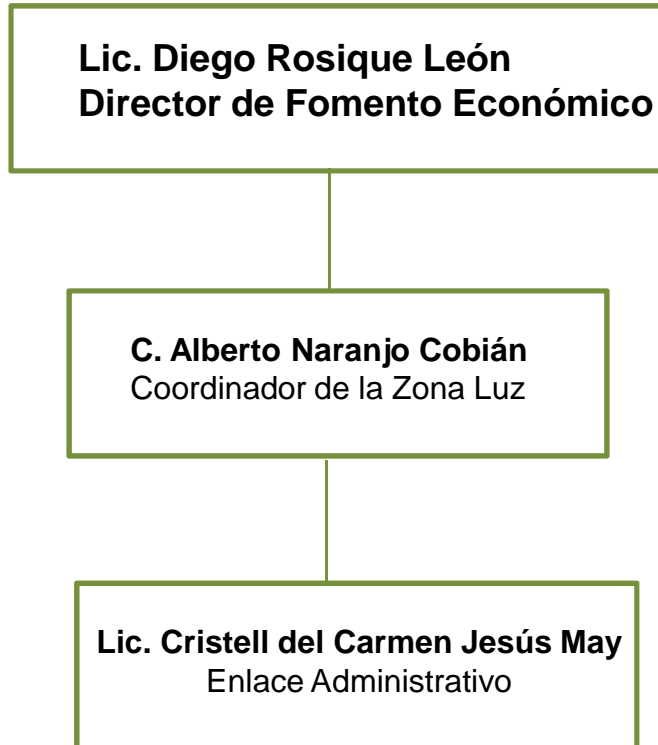 Lic. Diego Rosique León
Director de Fomento Económico
C. Alberto Naranjo Cobián
Coordinador de la Zona Luz
Lic. Cristell del Carmen Jesús May
Enlace Administrativo